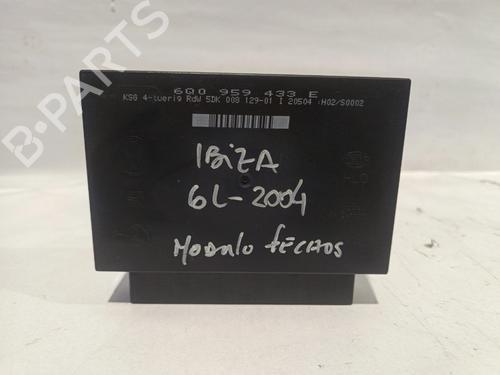 6Q0 959 433 E
KSG 4-tuerig RdW 5DK 008 129-01 I 20504 :H02/S0002
IBIZA
6L-2004
MODULO FECHOS
B-PARTS